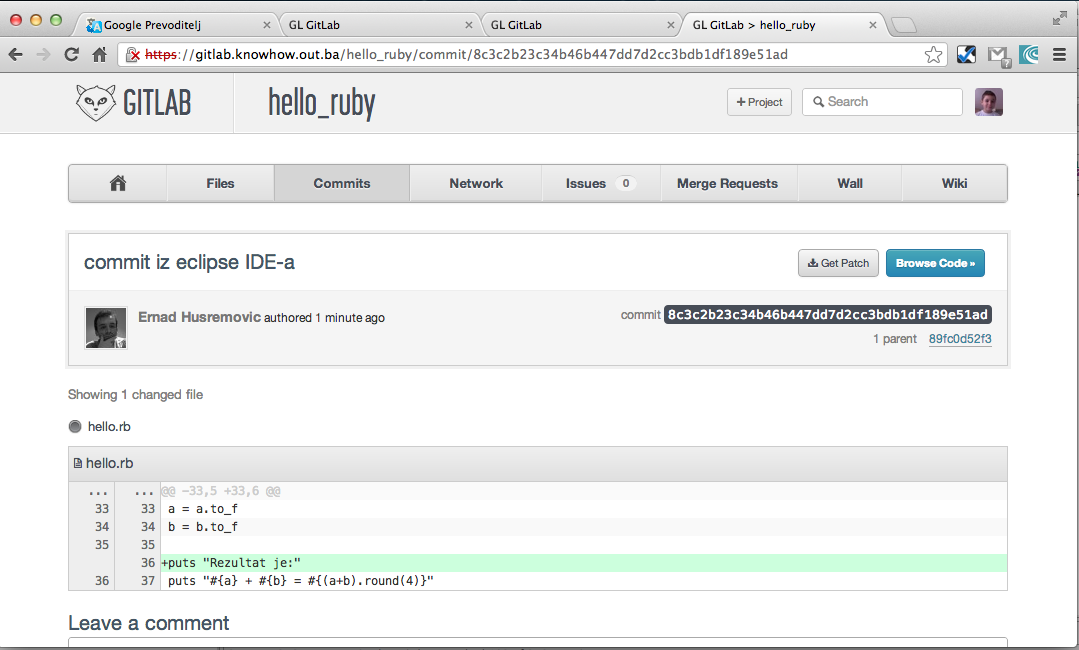 Google Prevoditelj
GL GitLab
GL GitLab
GL GitLab > hello_ruby
https://gitlab.knowhow.out.ba/hello_ruby/commit/8c3c2b23c34b46b447dd7d2cc3bdb1df189e51ad
GITLAB
hello_ruby
+ Project
Search
Files
Commits
Network
Issues 0
Merge Requests
Wall
Wiki
commit iz eclipse IDE-a
Get Patch
Browse Code »
Ernad Husremovic authored 1 minute ago
commit 8c3c2b23c34b46b447dd7d2cc3bdb1df189e51ad
1 parent 89fc0d52f3
Showing 1 changed file
hello.rb
hello.rb
... ... @@ -33,5 +33,6 @@
33 33 a = a.to_f
34 34 b = b.to_f
35 35
36 +puts "Rezultat je:"
36 37 puts "#{a} + #{b} = #{(a+b).round(4)}"
Leave a comment